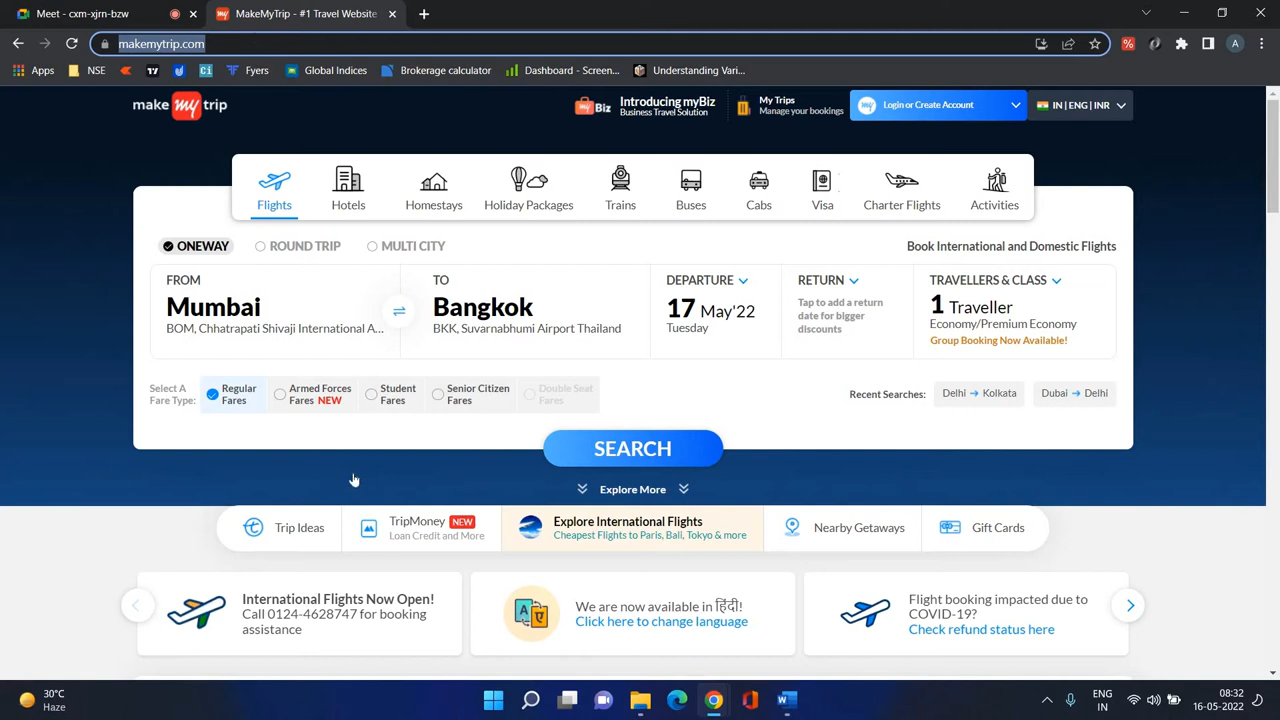 Meet - cxm-xjrn-bzw
MakeMyTrip - #1 Travel Website
makemytrip.com
A
Apps
NSE
Fyers
Global Indices
Brokerage calculator
Dashboard - Screen...
Understanding Vari...
make my trip
myBiz
Introducing myBiz
Business Travel Solution
My Trips
Manage your bookings
my
Login or Create Account
IN | ENG | INR
Flights
Hotels
Homestays
Holiday Packages
Trains
Buses
Cabs
Visa
Charter Flights
Activities
ONEWAY
ROUND TRIP
MULTI CITY
Book International and Domestic Flights
FROM
Mumbai
BOM, Chhatrapati Shivaji International A...
TO
Bangkok
BKK, Suvarnabhumi Airport Thailand
DEPARTURE
17 May'22
Tuesday
RETURN
Tap to add a return
date for bigger
discounts
TRAVELLERS & CLASS
1 Traveller
Economy/Premium Economy
Group Booking Now Available!
Select A
Fare Type:
Regular
Fares
Armed Forces
Fares NEW
Student
Fares
Senior Citizen
Fares
Double Seat
Fares
Recent Searches:
Delhi → Kolkata
Dubai → Delhi
SEARCH
Explore More
Trip Ideas
TripMoney NEW
Loan Credit and More
Explore International Flights
Cheapest Flights to Paris, Bali, Tokyo & more
Nearby Getaways
Gift Cards
International Flights Now Open!
Call 0124-4628747 for booking
assistance
We are now available in हिंदी!
Click here to change language
Flight booking impacted due to
COVID-19?
Check refund status here
30°C
Haze
ENG
IN
08:32
16-05-2022